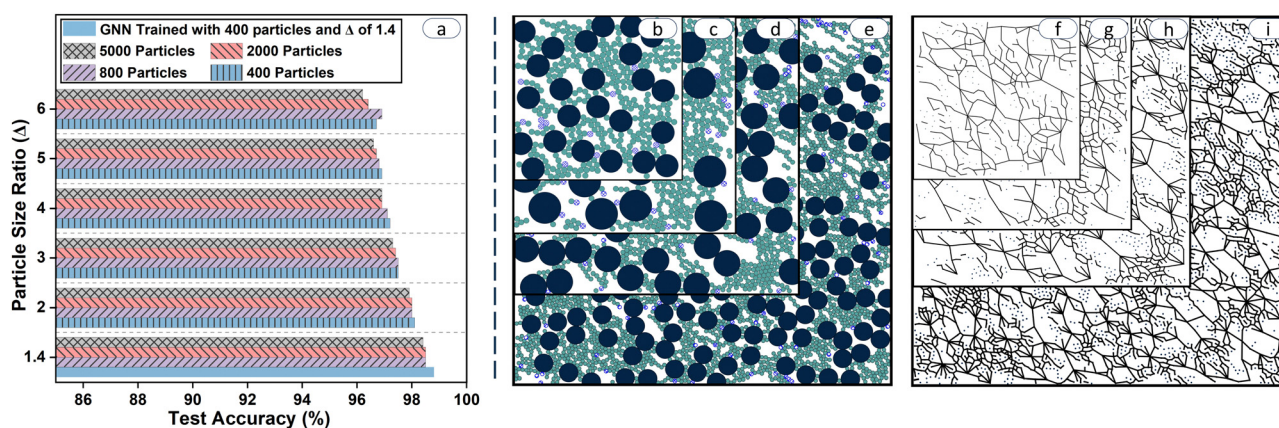 GNN Trained with 400 particles and Δ of 1.4
5000 Particles 2000 Particles
800 Particles 400 Particles
a
Particle Size Ratio (Δ)
6
5
4
3
2
1.4
86 88 90 92 94 96 98 100
Test Accuracy (%)
b c d e
f g h i